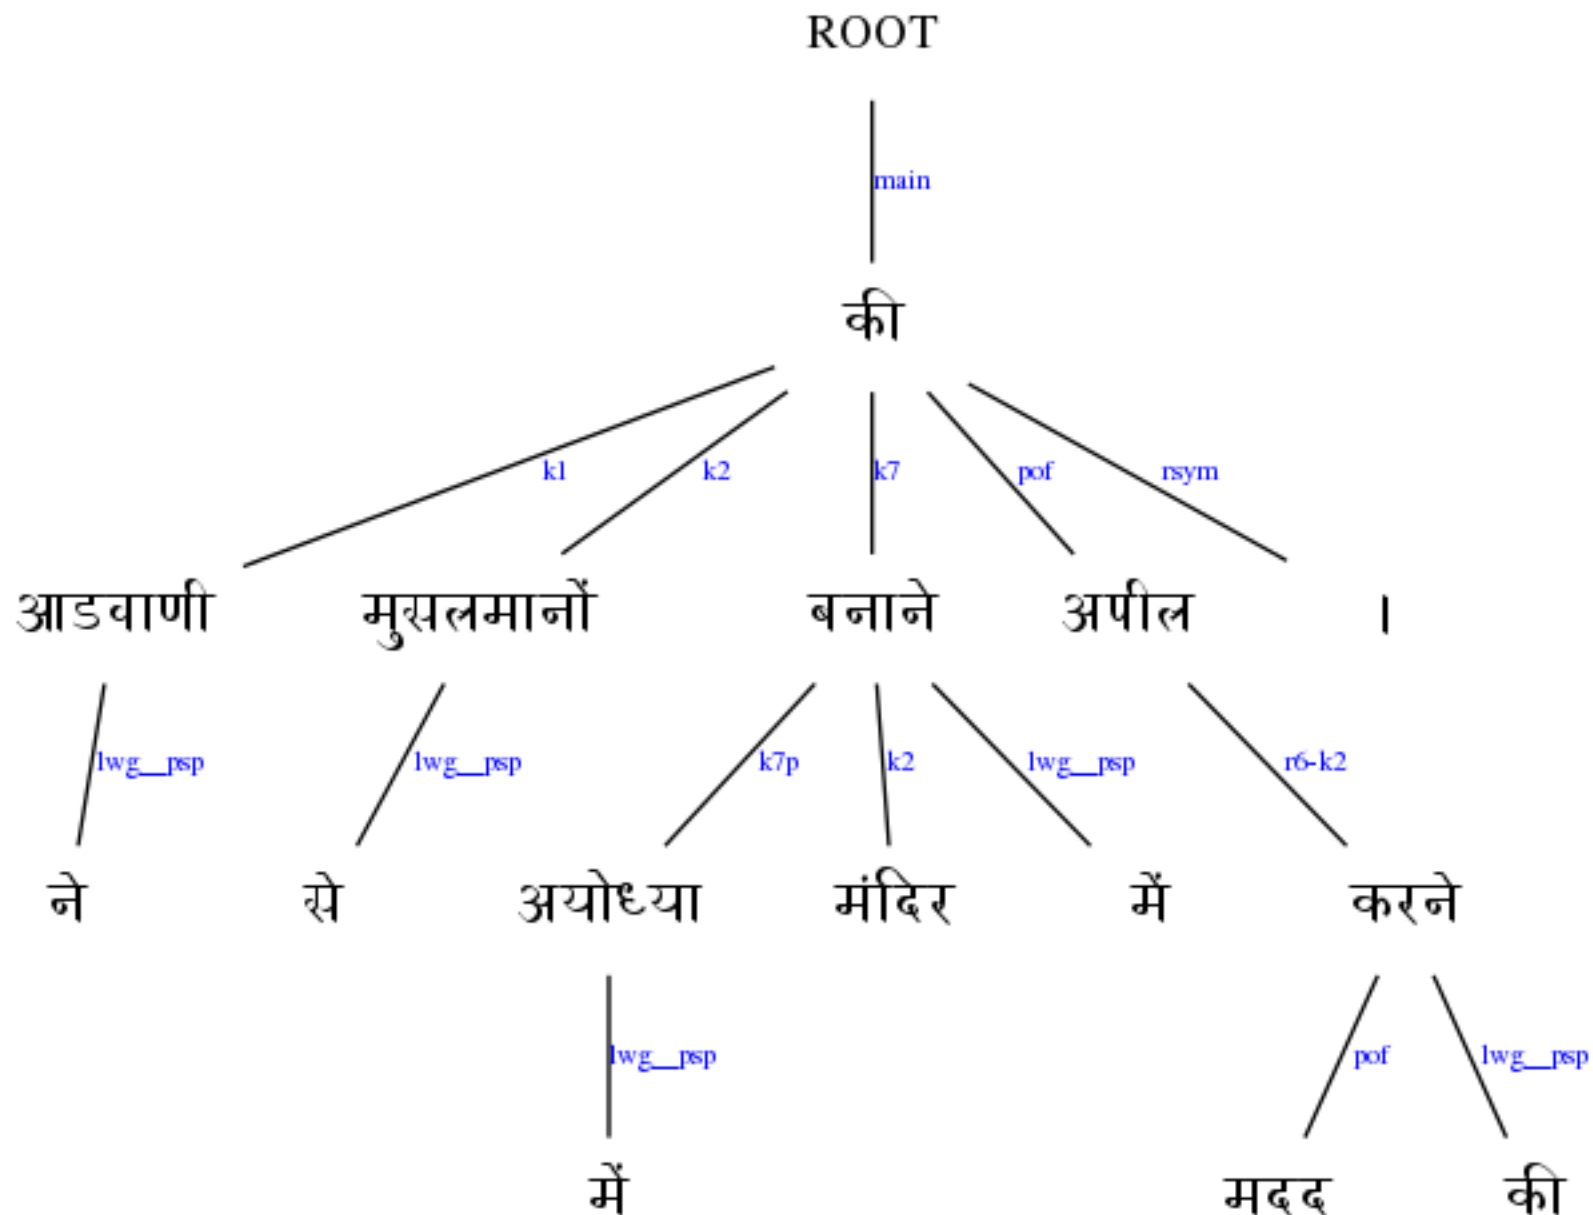 ROOT
main
की
k1 k2 k7 pof rsym
आडवाणी मुसलमानों बनाने अपील ।
lwg__psp lwg__psp k7p k2 lwg__psp r6-k2
ने से अयोध्या मंदिर में करने
lwg__psp pof lwg__psp
में मदद की